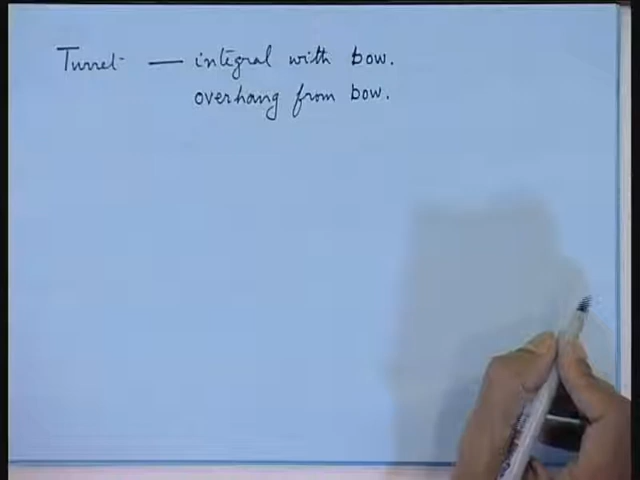 Turret — integral with bow.
overhang from bow.